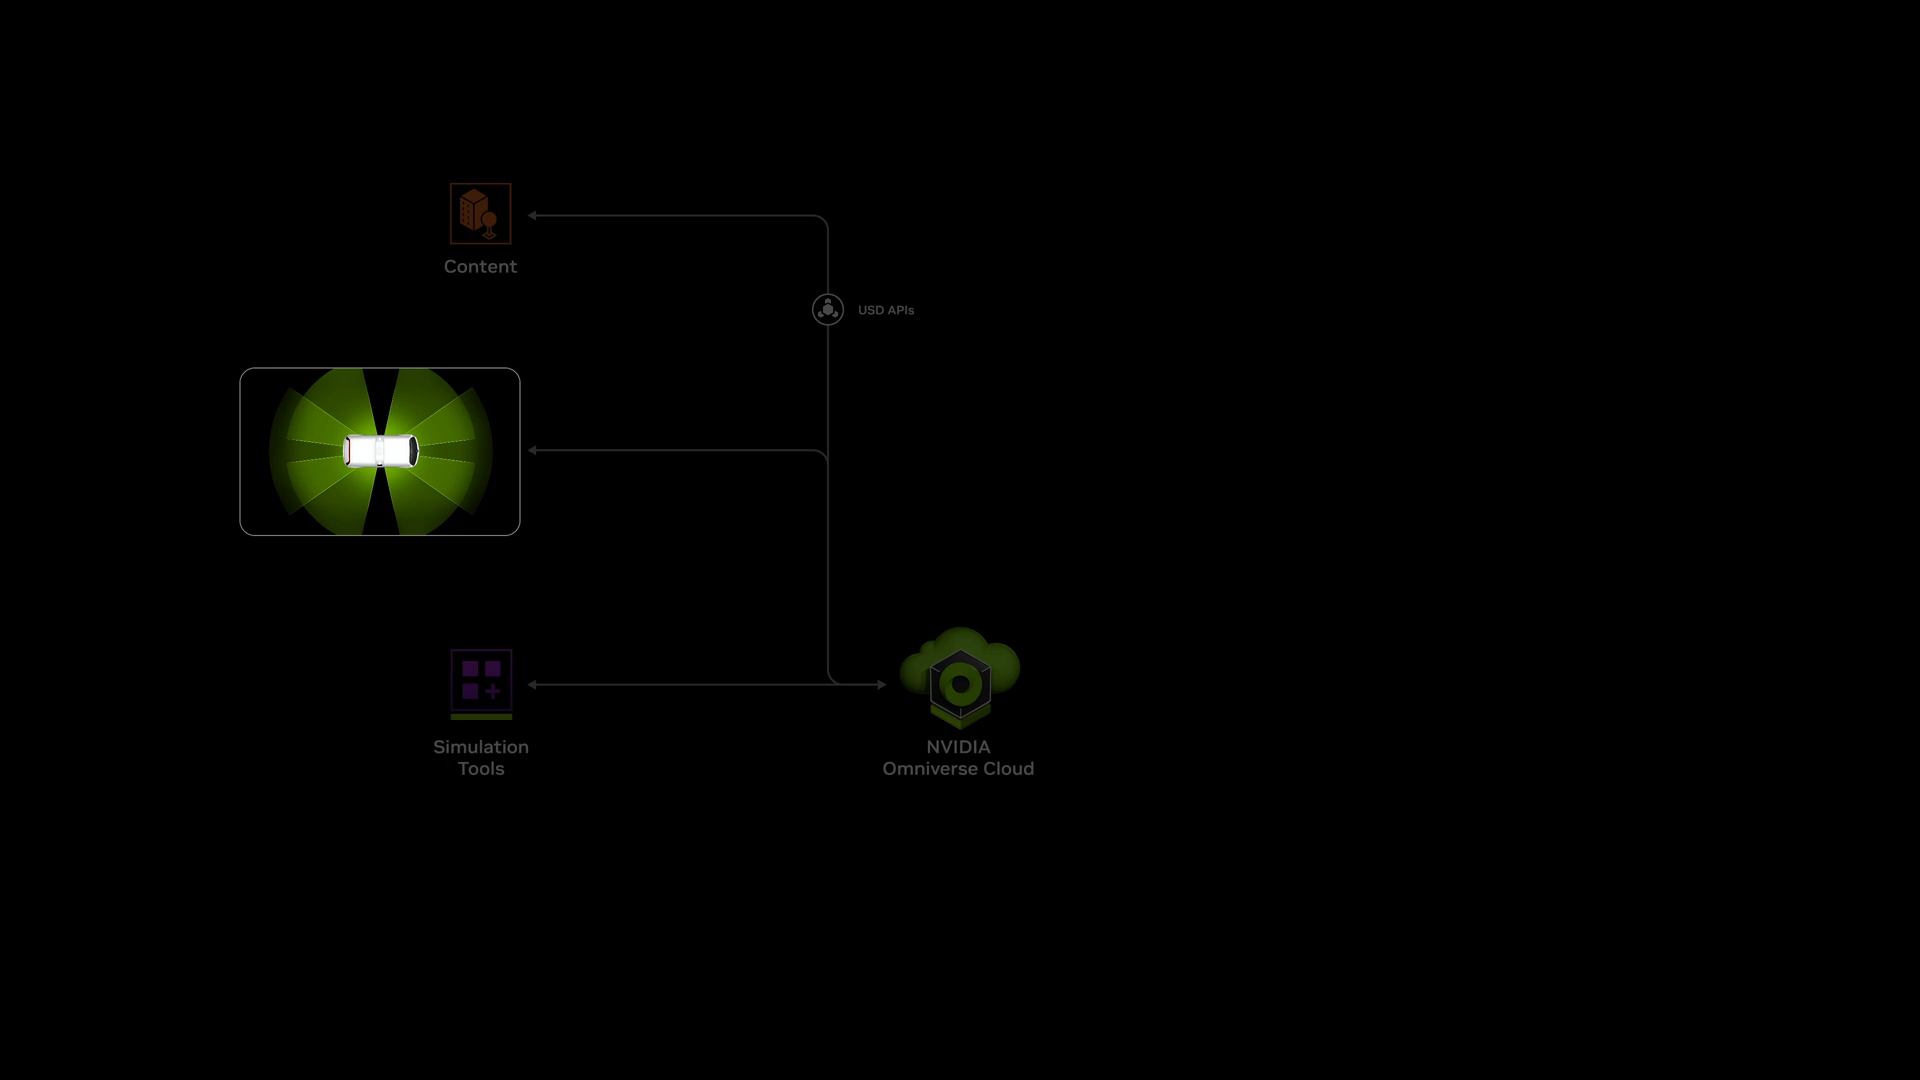 Content
USD APIs
Simulation
Tools
NVIDIA
Omniverse Cloud